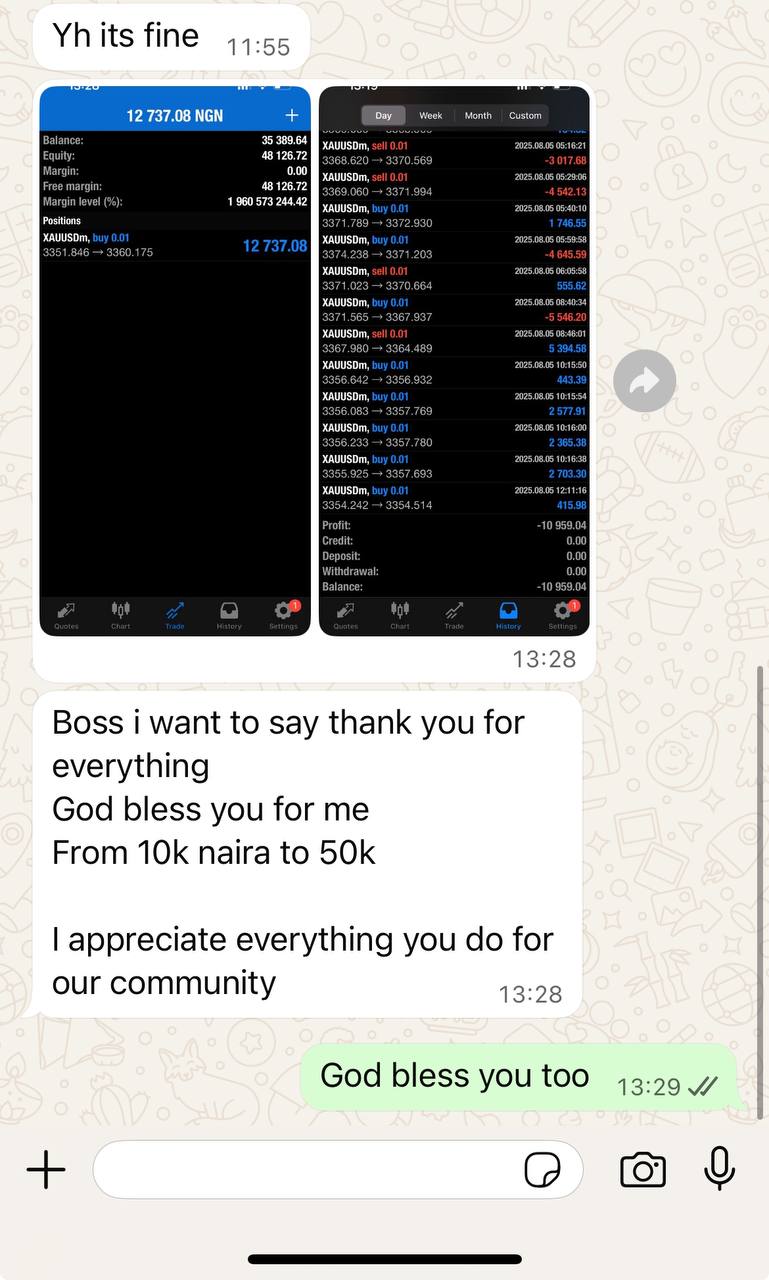 Yh its fine 11:55
12 737.08 NGN +
Balance: 35 389.64
Equity: 48 126.72
Margin: 0.00
Free margin: 48 126.72
Margin level (%): 1 960 573 244.42
Positions
XAUUSDm, buy 0.01
3351.846 → 3360.175 12 737.08
Quotes Chart Trade History Settings 1
Day Week Month Custom
XAUUSDm, sell 0.01 2025.08.05 05:16:21
3368.620 → 3370.569 -3 017.68
XAUUSDm, sell 0.01 2025.08.05 05:29:06
3369.060 → 3371.994 -4 542.13
XAUUSDm, buy 0.01 2025.08.05 05:40:10
3371.789 → 3372.930 1 746.55
XAUUSDm, buy 0.01 2025.08.05 05:59:58
3374.238 → 3371.203 -4 645.59
XAUUSDm, sell 0.01 2025.08.05 06:05:58
3371.023 → 3370.664 555.62
XAUUSDm, buy 0.01 2025.08.05 08:40:34
3371.565 → 3367.937 -5 546.20
XAUUSDm, sell 0.01 2025.08.05 08:46:01
3367.980 → 3364.489 5 394.58
XAUUSDm, buy 0.01 2025.08.05 10:15:50
3356.642 → 3356.932 443.39
XAUUSDm, buy 0.01 2025.08.05 10:15:54
3356.083 → 3357.769 2 577.91
XAUUSDm, buy 0.01 2025.08.05 10:16:00
3356.233 → 3357.780 2 365.38
XAUUSDm, buy 0.01 2025.08.05 10:16:38
3355.925 → 3357.693 2 703.30
XAUUSDm, buy 0.01 2025.08.05 12:11:16
3354.242 → 3354.514 415.98
Profit: -10 959.04
Credit: 0.00
Deposit: 0.00
Withdrawal: 0.00
Balance: -10 959.04
Quotes Chart Trade History Settings 1
13:28
Boss i want to say thank you for
everything
God bless you for me
From 10k naira to 50k
I appreciate everything you do for
our community 13:28
God bless you too 13:29